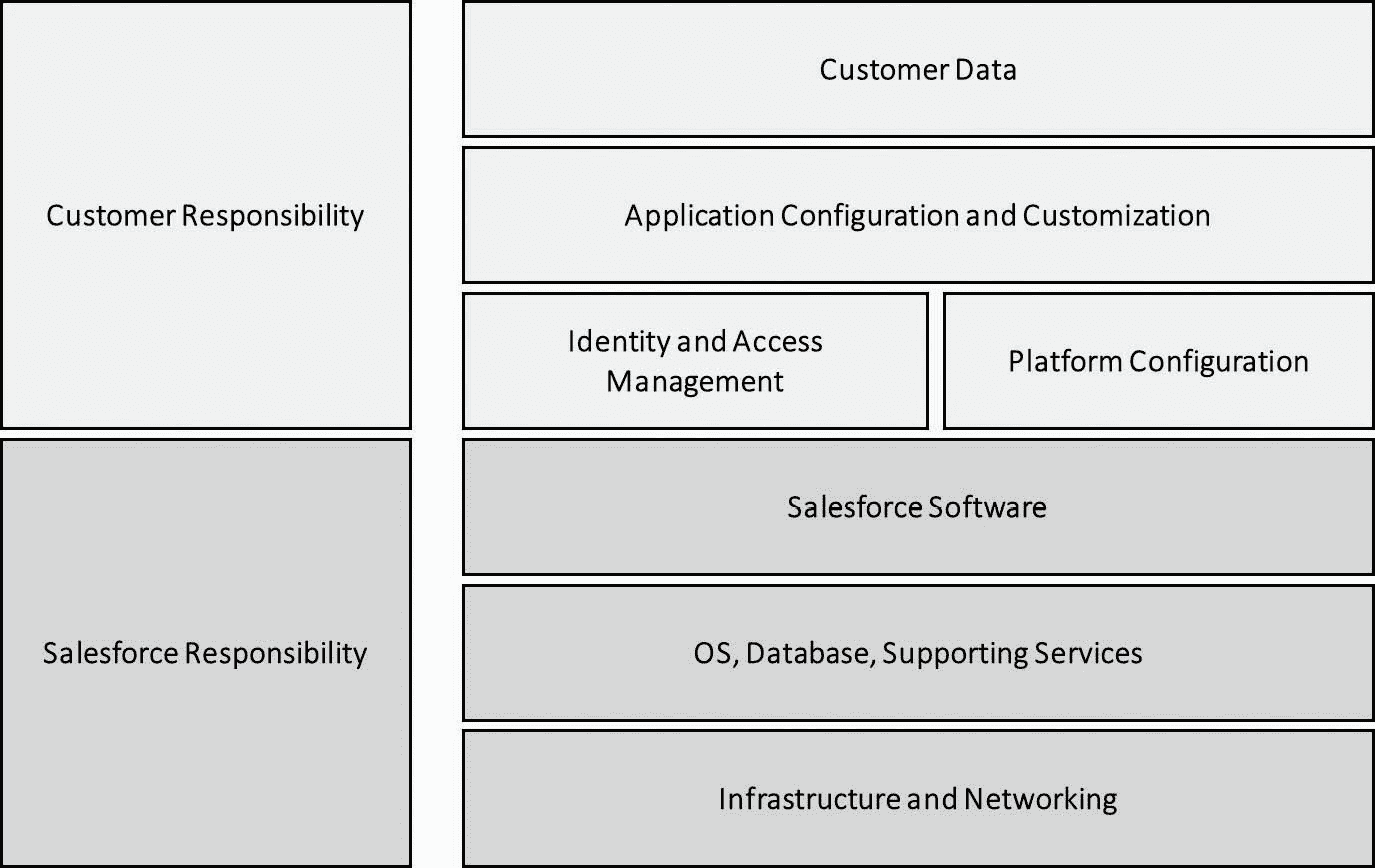 Customer Data
Customer Responsibility
Application Configuration and Customization
Identity and Access
Management
Platform Configuration
Salesforce Software
Salesforce Responsibility
OS, Database, Supporting Services
Infrastructure and Networking